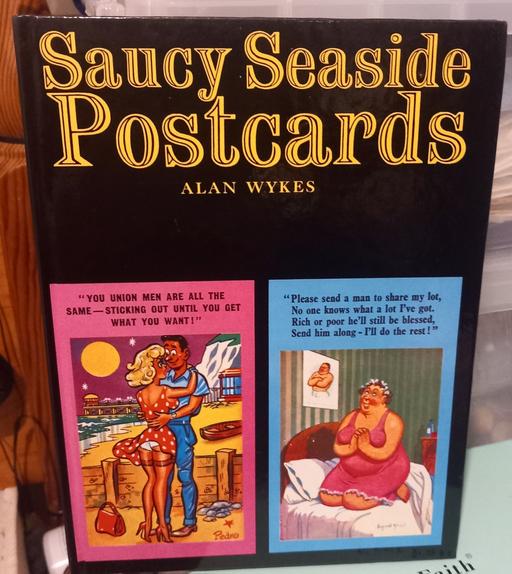 Saucy Seaside
Postcards
ALAN WYKES
"YOU UNION MEN ARE ALL THE
SAME—STICKING OUT UNTIL YOU GET
WHAT YOU WANT!"
"Please send a man to share my lot,
No one knows what a lot I've got.
Rich or poor he'll still be blessed,
Send him along - I'll do the rest!"
Pedro
Faith®